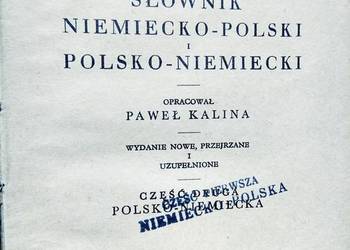 SŁOWNIK
NIEMIECKO-POLSKI
I
POLSKO-NIEMIECKI
OPRACOWAŁ
PAWEŁ KALINA
WYDANIE NOWE, PRZEJRZANE
I
UZUPEŁNIONE
CZĘŚĆ DRUGA
POLSKO-NIEMIECKA
CZĘŚĆ PIERWSZA
NIEMIECKO-POLSKA